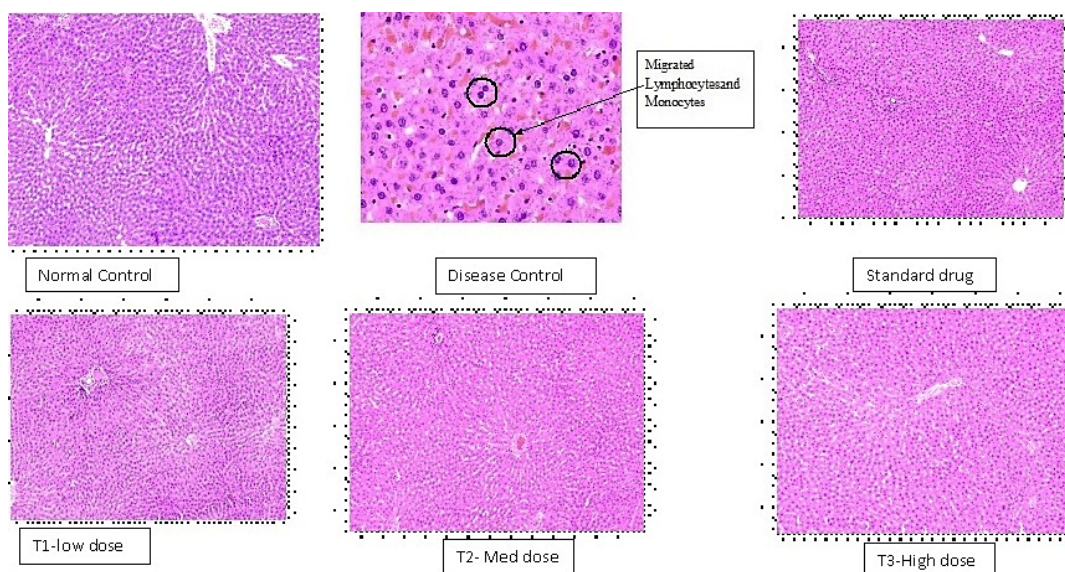 Migrated
Lymphocytesand
Monocytes
Normal Control
Disease Control
Standard drug
T1-low dose
T2- Med dose
T3-High dose